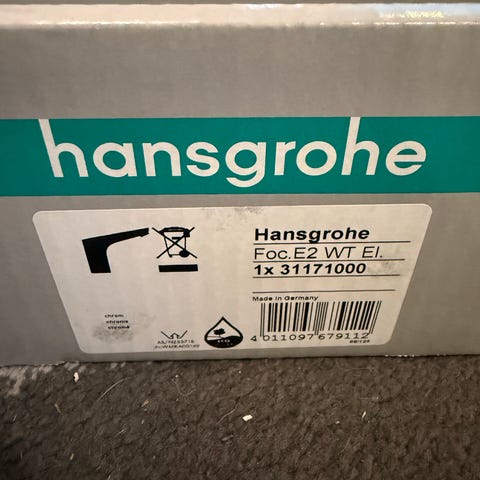 hansgrohe
Hansgrohe
Foc.E2 WT El.
1x 31171000
Made in Germany
chrom
chrome
chromé
4 011097 679112